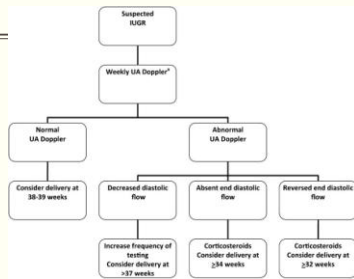 Suspected
IUGR
Weekly UA Doppler^a
Normal
UA Doppler
Abnormal
UA Doppler
Consider delivery at
38-39 weeks
Decreased diastolic
flow
Absent end diastolic
flow
Reversed end diastolic
flow
Increase frequency of
testing
Consider delivery at
>37 weeks
Corticosteroids
Consider delivery at
≥34 weeks
Corticosteroids
Consider delivery at
≥32 weeks